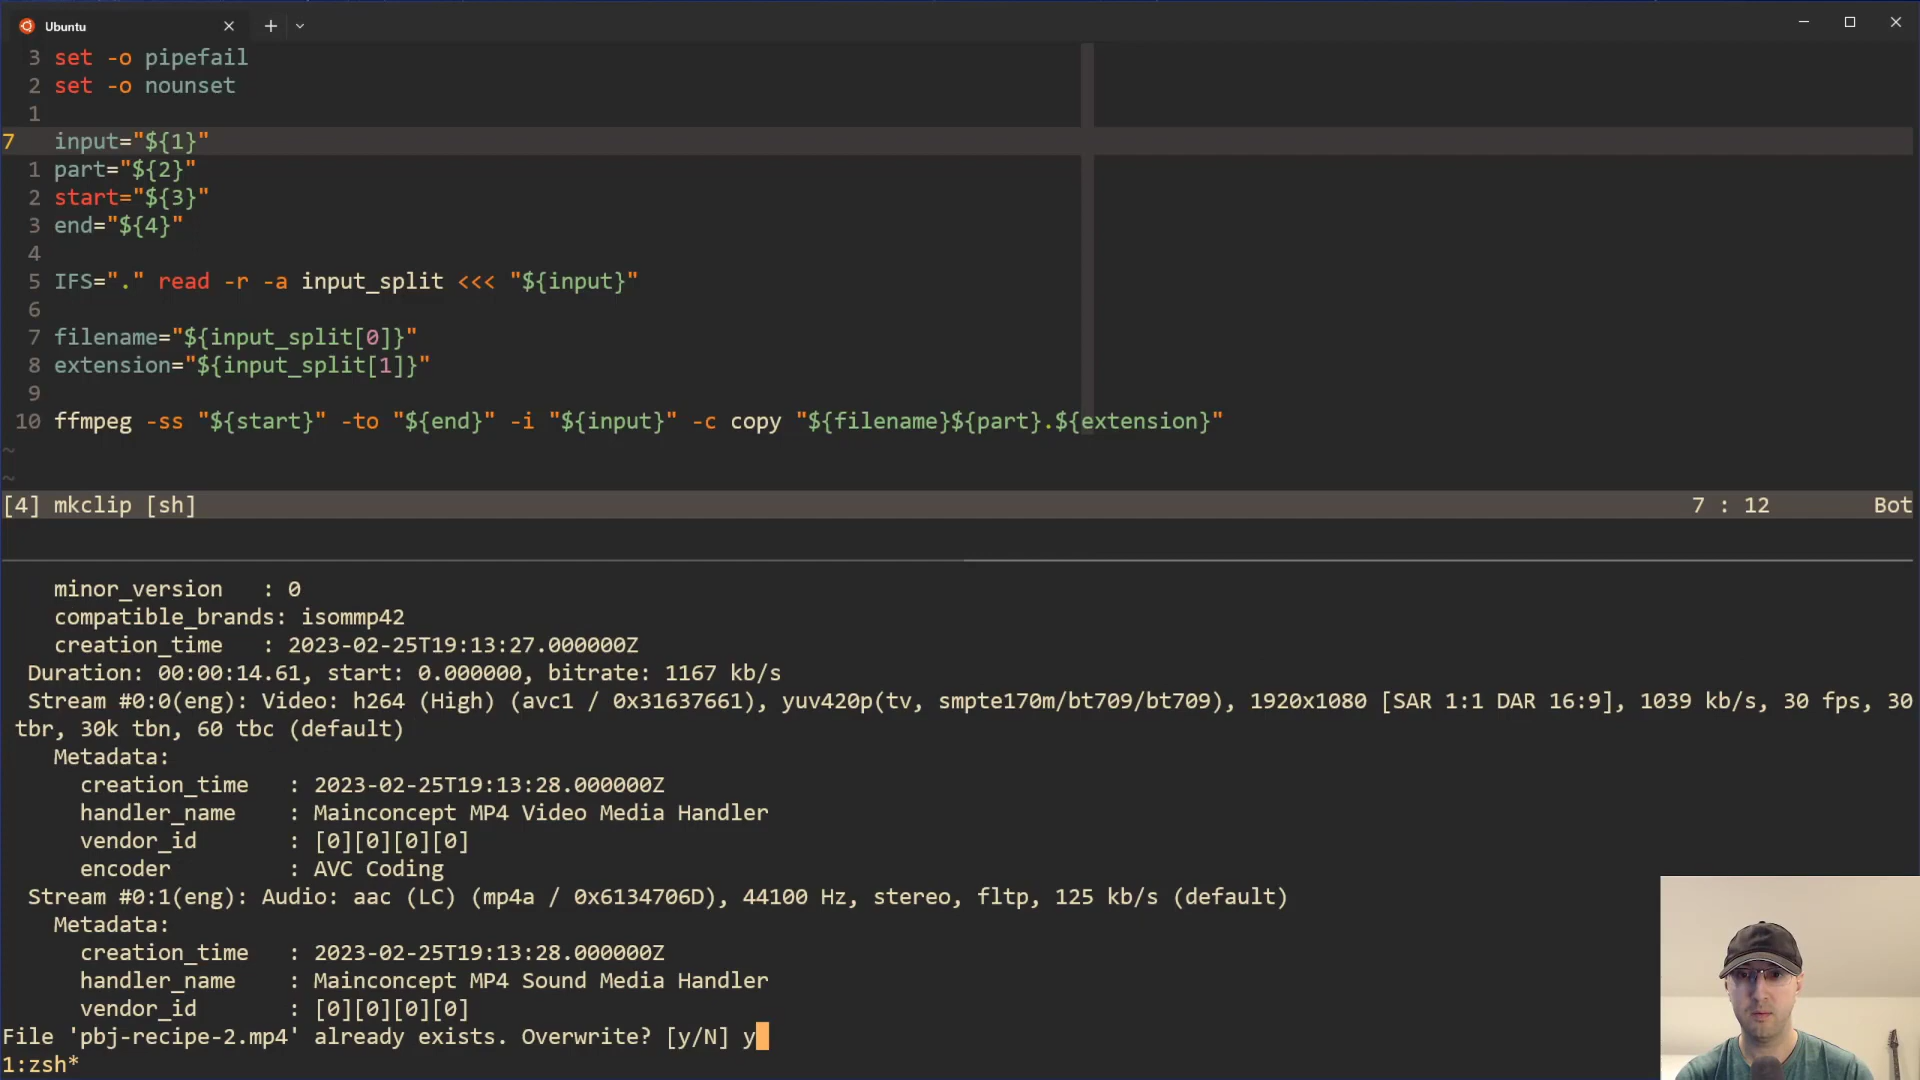 Ubuntu
3 set -o pipefail
2 set -o nounset
1
7 input="${1}"
1 part="${2}"
2 start="${3}"
3 end="${4}"
4
5 IFS="." read -r -a input_split <<< "${input}"
6
7 filename="${input_split[0]}"
8 extension="${input_split[1]}"
9
10 ffmpeg -ss "${start}" -to "${end}" -i "${input}" -c copy "${filename}${part}.${extension}"
~
~
[4] mkclip [sh] 7 : 12 Bot
minor_version : 0
compatible_brands: isommp42
creation_time : 2023-02-25T19:13:27.000000Z
Duration: 00:00:14.61, start: 0.000000, bitrate: 1167 kb/s
Stream #0:0(eng): Video: h264 (High) (avc1 / 0x31637661), yuv420p(tv, smpte170m/bt709/bt709), 1920x1080 [SAR 1:1 DAR 16:9], 1039 kb/s, 30 fps, 30
tbr, 30k tbn, 60 tbc (default)
Metadata:
creation_time : 2023-02-25T19:13:28.000000Z
handler_name : Mainconcept MP4 Video Media Handler
vendor_id : [0][0][0][0]
encoder : AVC Coding
Stream #0:1(eng): Audio: aac (LC) (mp4a / 0x6134706D), 44100 Hz, stereo, fltp, 125 kb/s (default)
Metadata:
creation_time : 2023-02-25T19:13:28.000000Z
handler_name : Mainconcept MP4 Sound Media Handler
vendor_id : [0][0][0][0]
File 'pbj-recipe-2.mp4' already exists. Overwrite? [y/N] y
1:zsh*